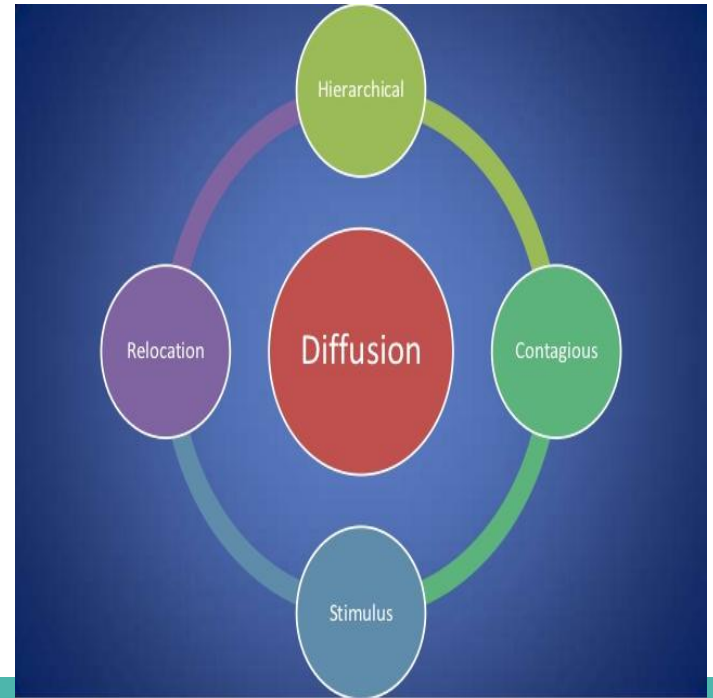 Hierarchical
Relocation
Diffusion
Contagious
Stimulus